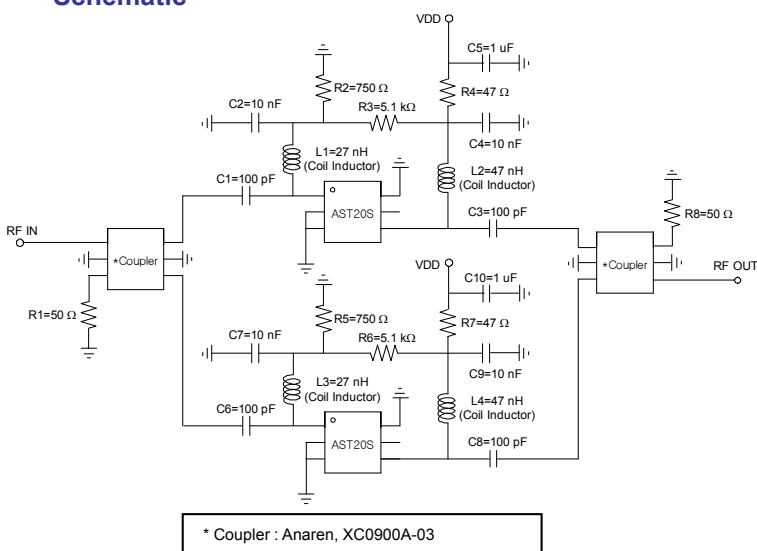 Schematic
VDD
C5=1 uF
R2=750 Ω
R4=47 Ω
C2=10 nF
R3=5.1 kΩ
C4=10 nF
L1=27 nH
(Coil Inductor)
L2=47 nH
(Coil Inductor)
C1=100 pF
AST20S
C3=100 pF
R8=50 Ω
RF IN
*Coupler
*Coupler
RF OUT
VDD
C10=1 uF
R1=50 Ω
R5=750 Ω
R7=47 Ω
C7=10 nF
R6=5.1 kΩ
C9=10 nF
L3=27 nH
(Coil Inductor)
L4=47 nH
(Coil Inductor)
C6=100 pF
AST20S
C8=100 pF
* Coupler : Anaren, XC0900A-03